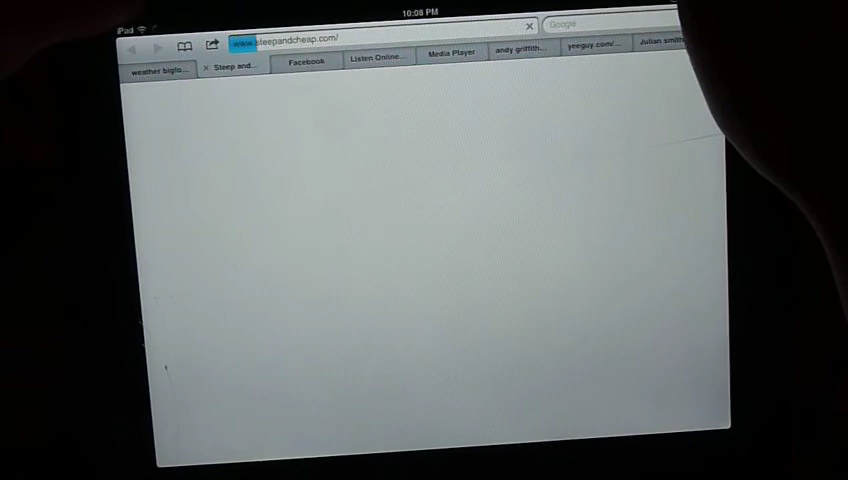 iPad 10:08 PM
www.steepandcheap.com/ Google
weather bigfo... Steep and... Facebook Listen Online... Media Player andy griffith... yeeguy.com/... Julian smith